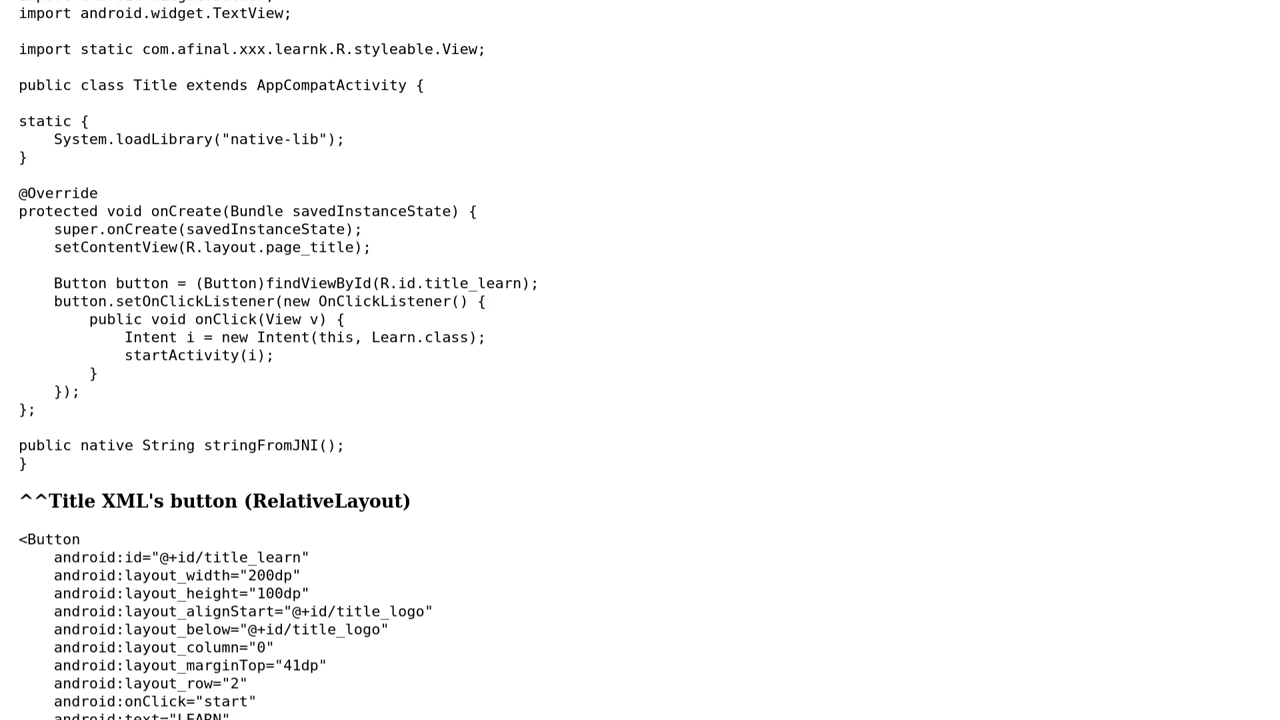 import android.widget.TextView;

import static com.afinal.xxx.learnk.R.styleable.View;

public class Title extends AppCompatActivity {

static {
    System.loadLibrary("native-lib");
}

@Override
protected void onCreate(Bundle savedInstanceState) {
    super.onCreate(savedInstanceState);
    setContentView(R.layout.page_title);

    Button button = (Button)findViewById(R.id.title_learn);
    button.setOnClickListener(new OnClickListener() {
        public void onClick(View v) {
            Intent i = new Intent(this, Learn.class);
            startActivity(i);
        }
    });
};

public native String stringFromJNI();
}

^^Title XML's button (RelativeLayout)

<Button
    android:id="@+id/title_learn"
    android:layout_width="200dp"
    android:layout_height="100dp"
    android:layout_alignStart="@+id/title_logo"
    android:layout_below="@+id/title_logo"
    android:layout_column="0"
    android:layout_marginTop="41dp"
    android:layout_row="2"
    android:onClick="start"
    android:text="LEARN"